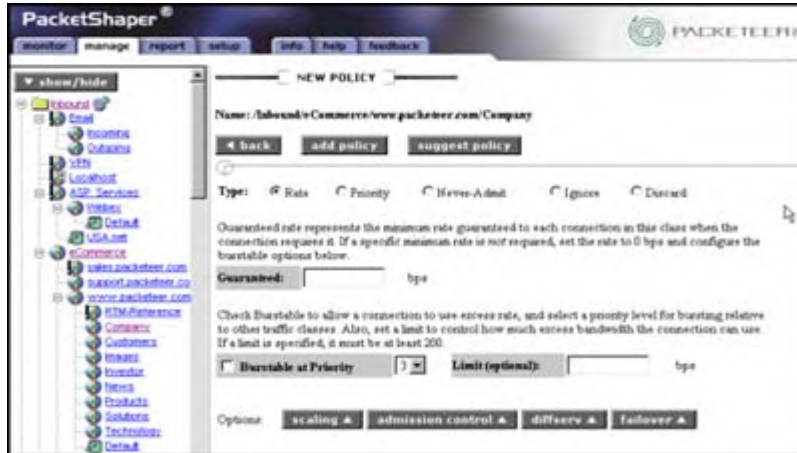 PacketShaper ®
PACKETEER
monitor manage report setup info help feedback
show/hide
Inbound
Email
Incoming
Outgoing
VPN
Localhost
ASP_Services
Webex
Default
USA.net
eCommerce
sales.packeteer.com
support.packeteer.co
www.packeteer.com
RTM-Reference
Company
Customers
Images
Investor
News
Products
Solutions
Technology
Default
NEW POLICY
Name: /Inbound/eCommerce/www.packeteer.com/Company
back add policy suggest policy
Type: Rate Priority Never-Admit Ignore Discard
Guaranteed rate represents the minimum rate guaranteed to each connection in this class when the
connection requires it. If a specific minimum rate is not required, set the rate to 0 bps and configure the
burstable options below.
Guaranteed: bps
Check Burstable to allow a connection to use excess rate, and select a priority level for bursting relative
to other traffic classes. Also, set a limit to control how much excess bandwidth the connection can use.
If a limit is specified, it must be at least 200.
Burstable at Priority 3 Limit (optional): bps
Options: scaling admission control diffserv failover